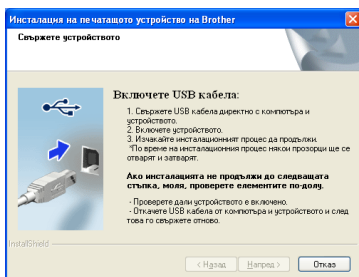 Инсталация на печатащо устройство на Brother
Свържете устройството
Включете USB кабела:
1. Свържете USB кабела директно с компютъра и
устройството.
2. Включете устройството.
3. Изчакайте инсталационният процес да продължи.
*По време на инсталационния процес някои прозорци ще се
отварят и затварят.
Ако инсталацията не продължи до следващата
стъпка, моля, проверете елементите по-долу.
- Проверете дали устройството е включено.
- Откачете USB кабела от компютъра и устройството и след
това го свържете отново.
InstallShield
< Назад
Напред >
Отказ